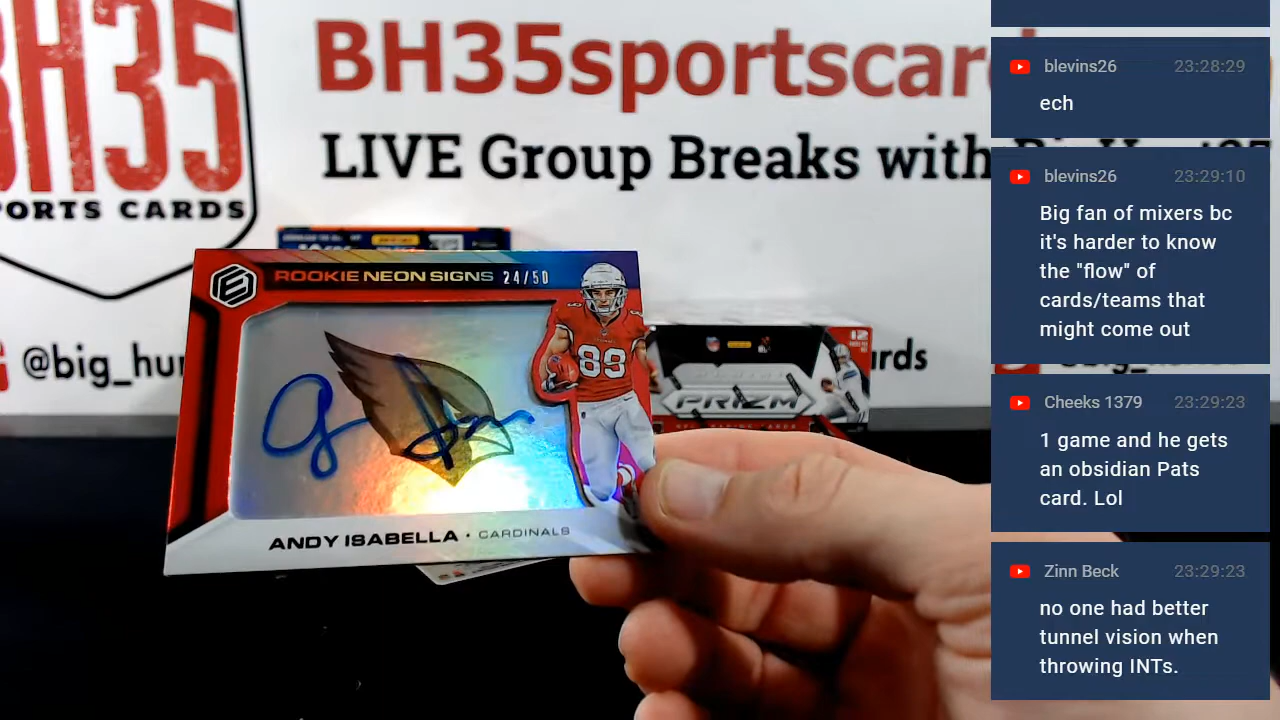 BH35
PORTS CARDS
BH35sportscard
LIVE Group Breaks with
@big_hu
rds
ROOKIE NEON SIGNS 24/50
89
ANDY ISABELLA • CARDINALS
PRIZM
12
blevins26 23:28:29
ech
blevins26 23:29:10
Big fan of mixers bc
it's harder to know
the "flow" of
cards/teams that
might come out
Cheeks 1379 23:29:23
1 game and he gets
an obsidian Pats
card. Lol
Zinn Beck 23:29:23
no one had better
tunnel vision when
throwing INTs.